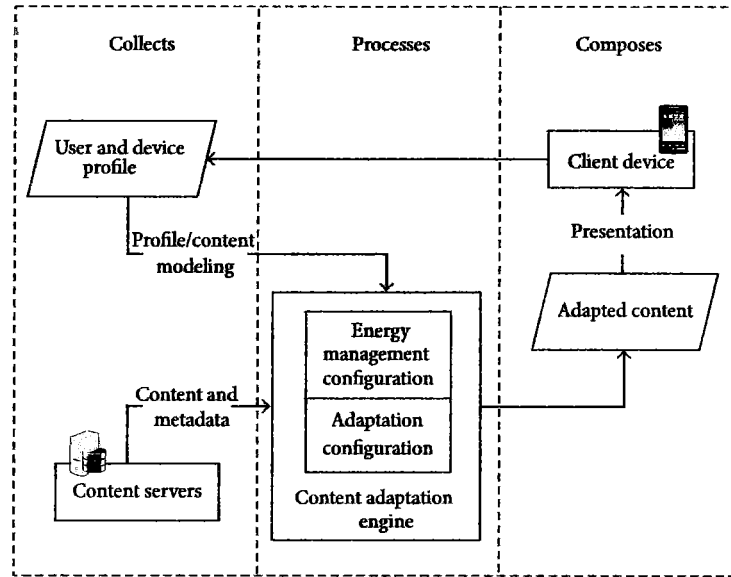 Collects
Processes
Composes
User and device
profile
Client device
Profile/content
modeling
Presentation
Adapted content
Energy
management
configuration
Content and
metadata
Adaptation
configuration
Content servers
Content adaptation
engine